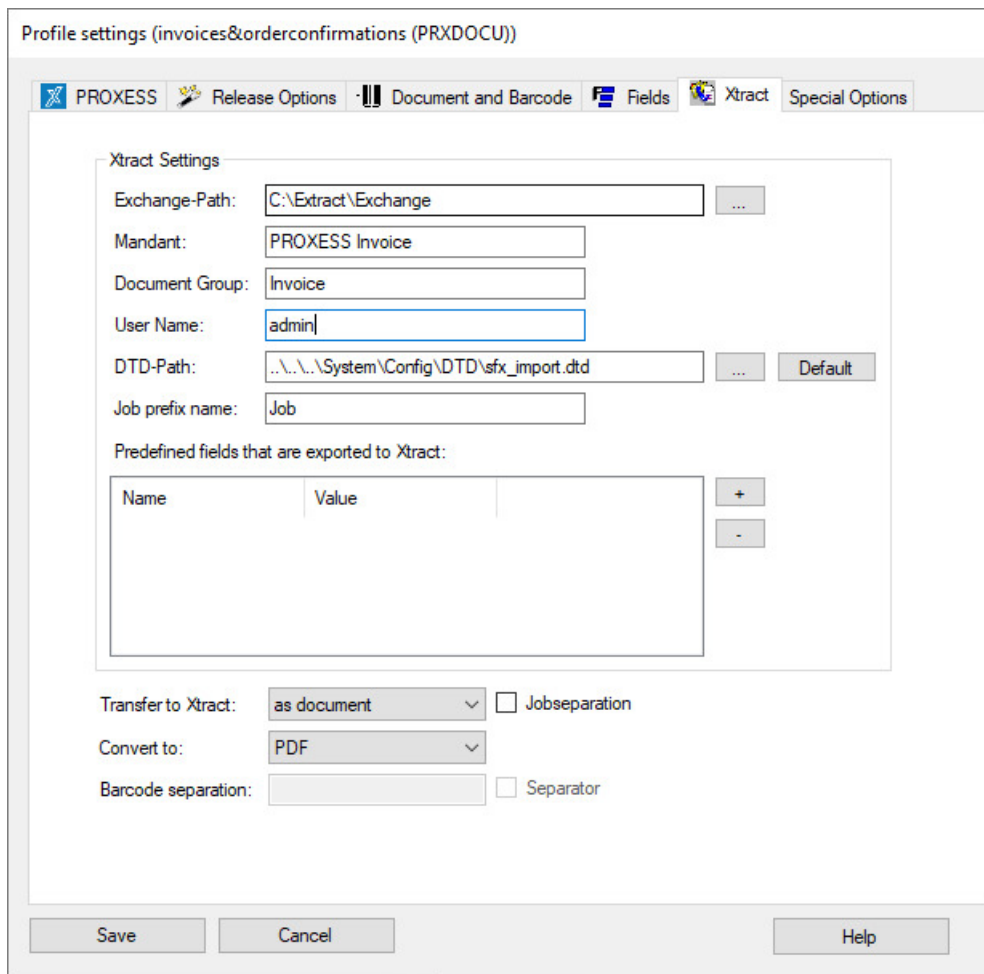 Profile settings (invoices&orderconfirmations (PRXDOCU))
PROXESS Release Options Document and Barcode Fields Xtract Special Options
Xtract Settings
Exchange-Path: C:\Extract\Exchange ...
Mandant: PROXESS Invoice
Document Group: Invoice
User Name: admin
DTD-Path: ..\..\..\System\Config\DTD\sfx_import.dtd ... Default
Job prefix name: Job
Predefined fields that are exported to Xtract:
Name Value +
-
Transfer to Xtract: as document Jobseparation
Convert to: PDF
Barcode separation: Separator
Save Cancel Help